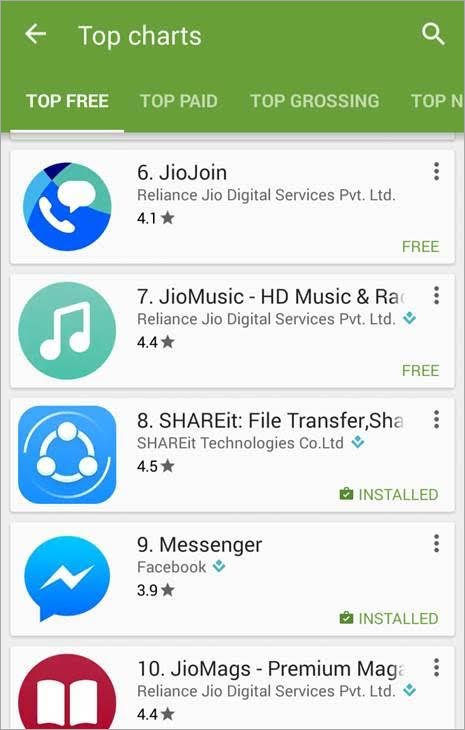 Top charts
TOP FREE TOP PAID TOP GROSSING TOP N
6. JioJoin
Reliance Jio Digital Services Pvt. Ltd.
4.1
FREE
7. JioMusic - HD Music & Rac
Reliance Jio Digital Services Pvt. Ltd.
4.4
FREE
8. SHAREit: File Transfer,Sha
SHAREit Technologies Co.Ltd
4.5
INSTALLED
9. Messenger
Facebook
3.9
INSTALLED
10. JioMags - Premium Maga
Reliance Jio Digital Services Pvt. Ltd.
4.4